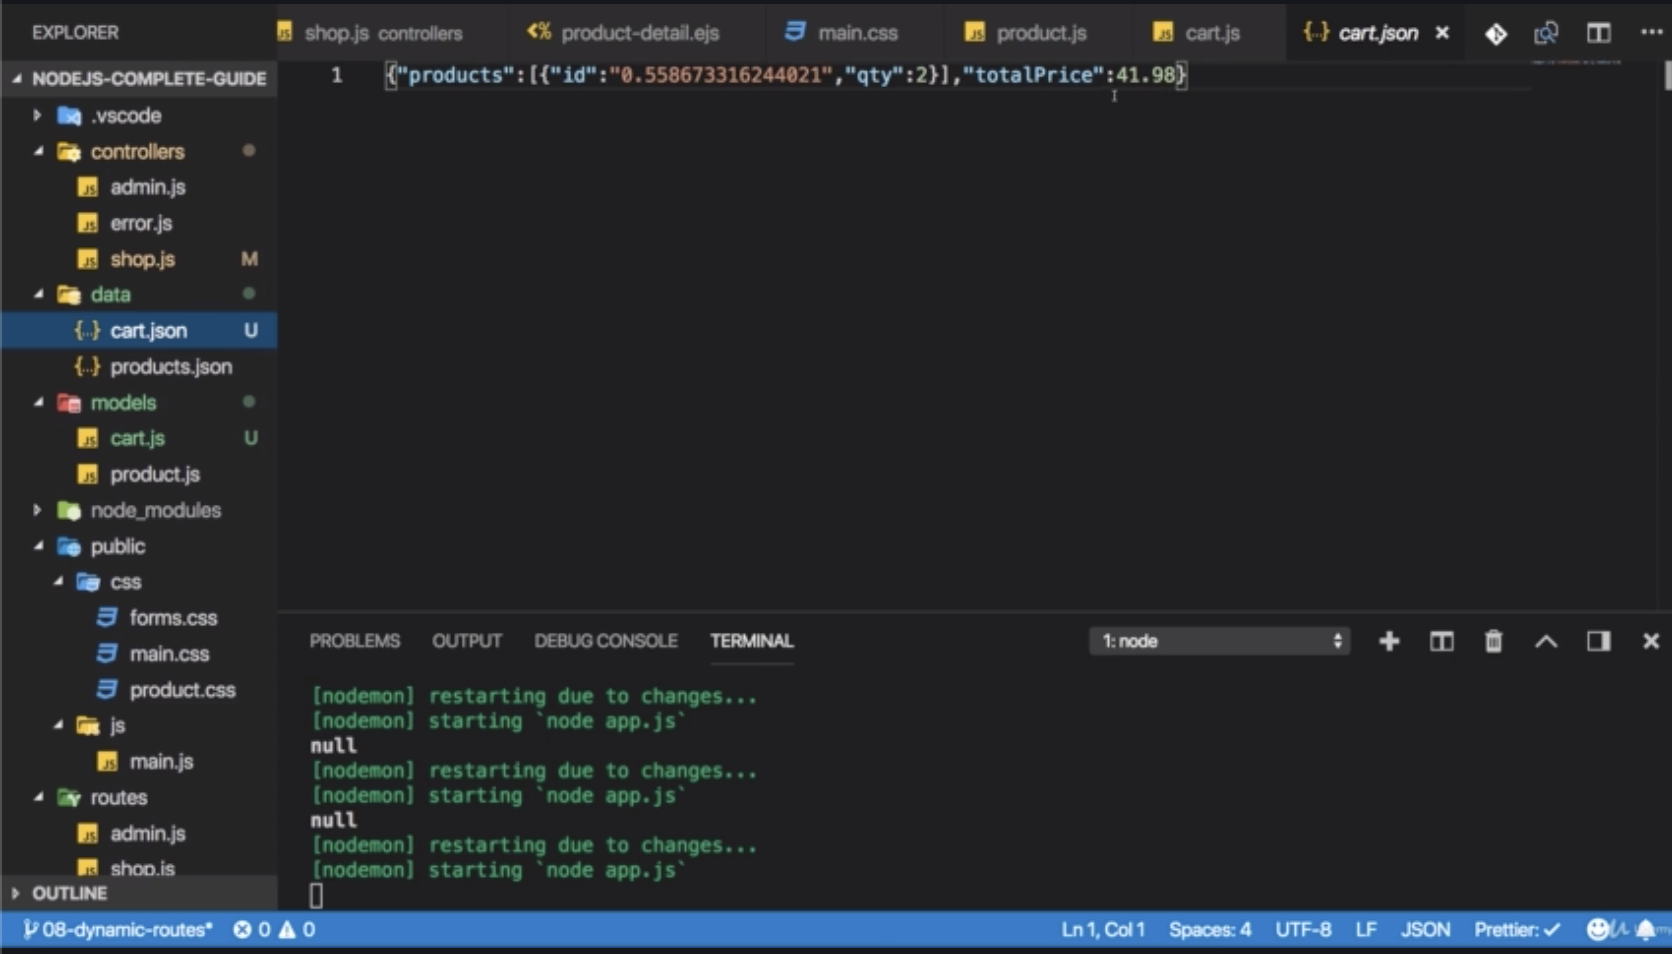 EXPLORER
NODEJS-COMPLETE-GUIDE
.vscode
controllers
admin.js
error.js
shop.js M
data
{..} cart.json U
{..} products.json
models
cart.js U
product.js
node_modules
public
css
forms.css
main.css
product.css
js
main.js
routes
admin.js
shop.js
OUTLINE
shop.js controllers
product-detail.ejs
main.css
product.js
cart.js
{..} cart.json
1 {"products":[{"id":"0.558673316244021","qty":2}],"totalPrice":41.98}
PROBLEMS OUTPUT DEBUG CONSOLE TERMINAL
1: node
[nodemon] restarting due to changes...
[nodemon] starting `node app.js`
null
[nodemon] restarting due to changes...
[nodemon] starting `node app.js`
null
[nodemon] restarting due to changes...
[nodemon] starting `node app.js`
08-dynamic-routes* 0 0 Ln 1, Col 1 Spaces: 4 UTF-8 LF JSON Prettier: ✓